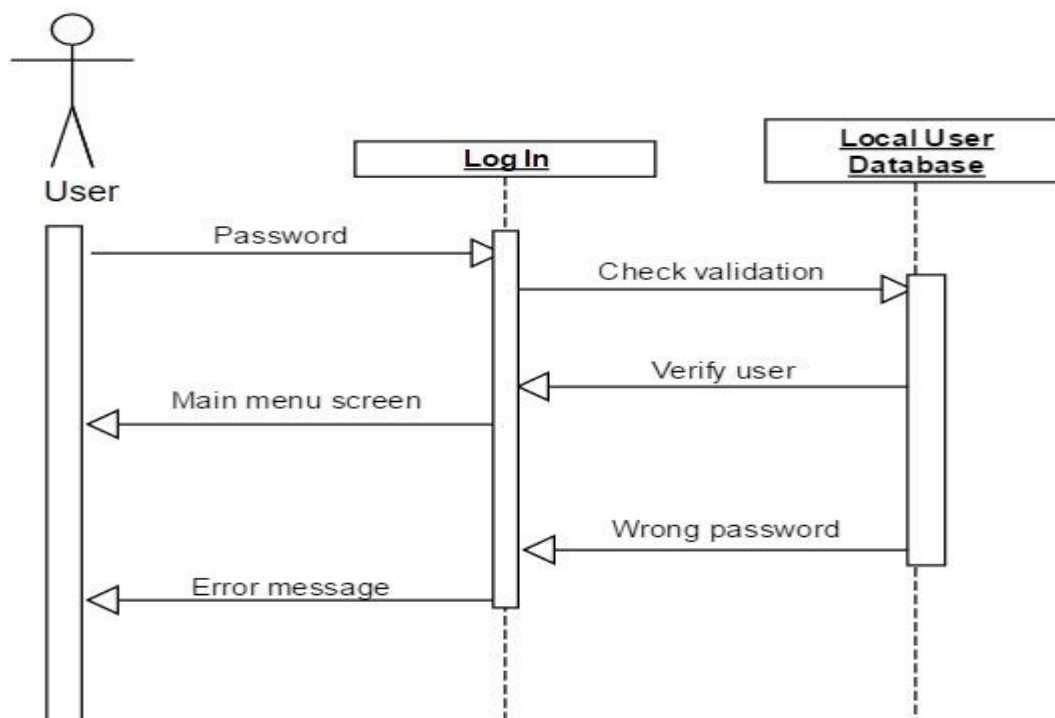 User
Log In
Local User
Database
Password
Check validation
Verify user
Main menu screen
Wrong password
Error message